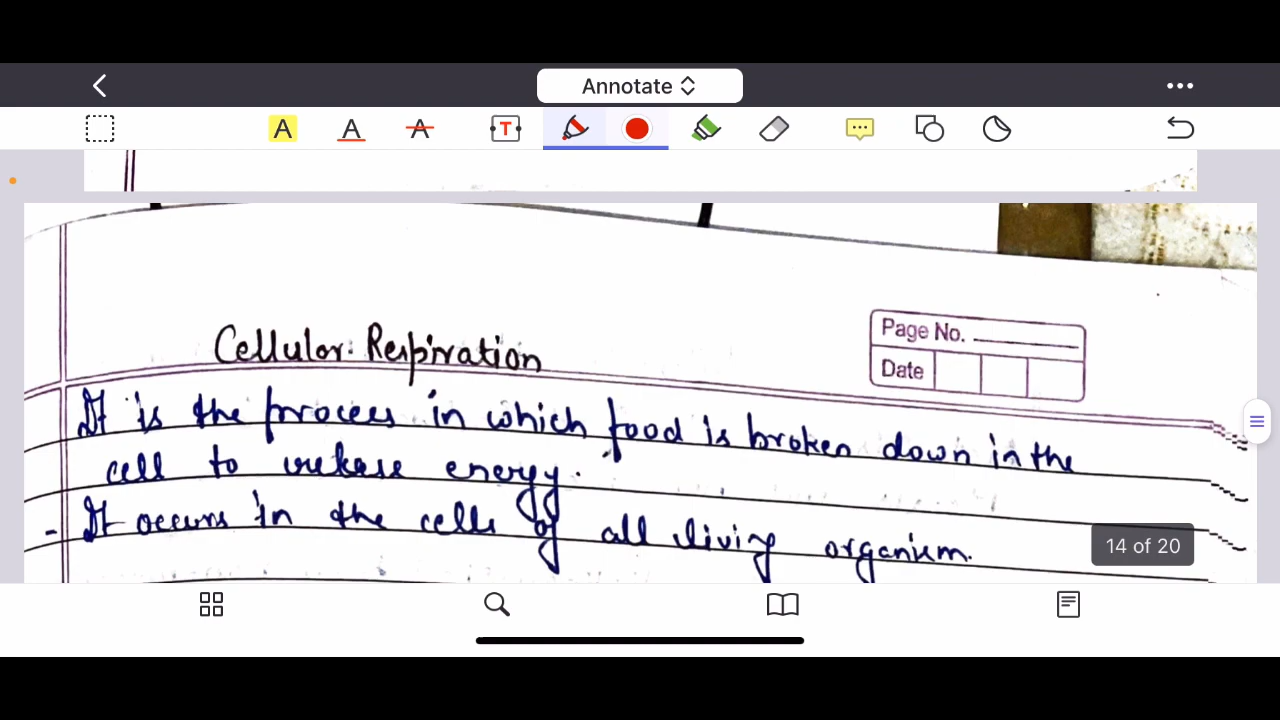 Annotate
A A A T
Cellular Respiration
Page No.
Date
It is the process in which food is broken down in the
cell to release energy.
- It occurs in the cells of all living organism.
14 of 20